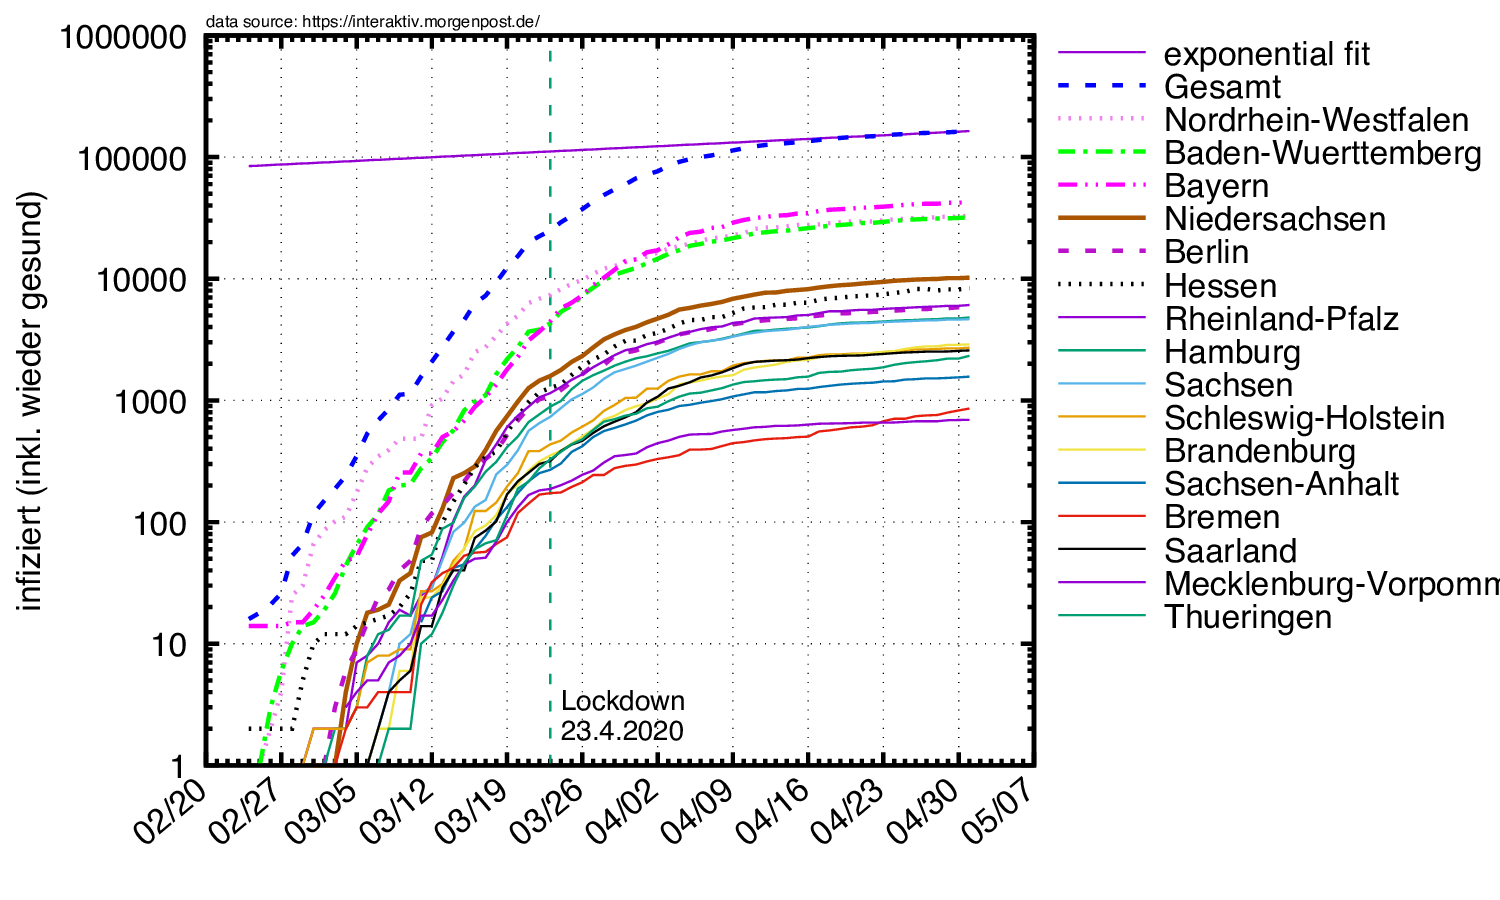 data source: https://interaktiv.morgenpost.de/
infiziert (inkl. wieder gesund)
1000000
100000
10000
1000
100
10
1
02/20
02/27
03/05
03/12
03/19
03/26
04/02
04/09
04/16
04/23
04/30
05/07
Lockdown
23.4.2020
exponential fit
Gesamt
Nordrhein-Westfalen
Baden-Wuerttemberg
Bayern
Niedersachsen
Berlin
Hessen
Rheinland-Pfalz
Hamburg
Sachsen
Schleswig-Holstein
Brandenburg
Sachsen-Anhalt
Bremen
Saarland
Mecklenburg-Vorpomm
Thueringen